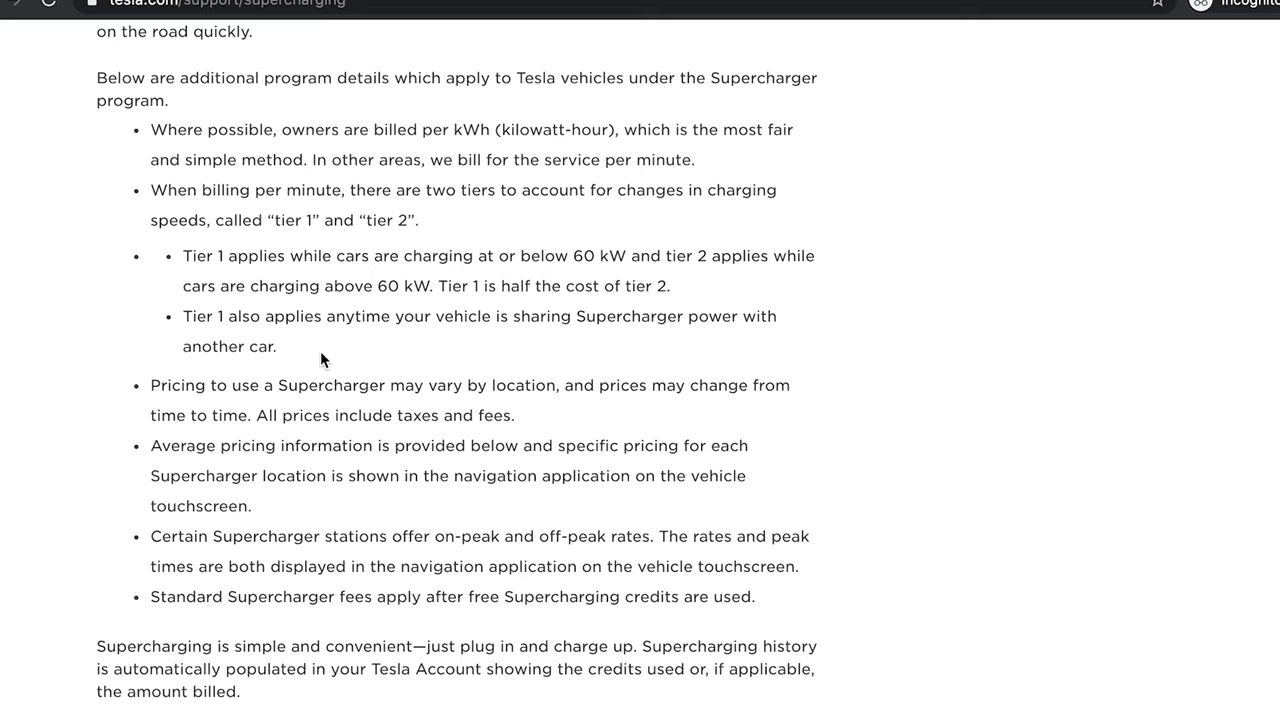 tesla.com/support/supercharging
Incognito
on the road quickly.
Below are additional program details which apply to Tesla vehicles under the Supercharger
program.
• Where possible, owners are billed per kWh (kilowatt-hour), which is the most fair
and simple method. In other areas, we bill for the service per minute.
• When billing per minute, there are two tiers to account for changes in charging
speeds, called “tier 1” and “tier 2”.
• • Tier 1 applies while cars are charging at or below 60 kW and tier 2 applies while
cars are charging above 60 kW. Tier 1 is half the cost of tier 2.
• Tier 1 also applies anytime your vehicle is sharing Supercharger power with
another car.
• Pricing to use a Supercharger may vary by location, and prices may change from
time to time. All prices include taxes and fees.
• Average pricing information is provided below and specific pricing for each
Supercharger location is shown in the navigation application on the vehicle
touchscreen.
• Certain Supercharger stations offer on-peak and off-peak rates. The rates and peak
times are both displayed in the navigation application on the vehicle touchscreen.
• Standard Supercharger fees apply after free Supercharging credits are used.
Supercharging is simple and convenient—just plug in and charge up. Supercharging history
is automatically populated in your Tesla Account showing the credits used or, if applicable,
the amount billed.